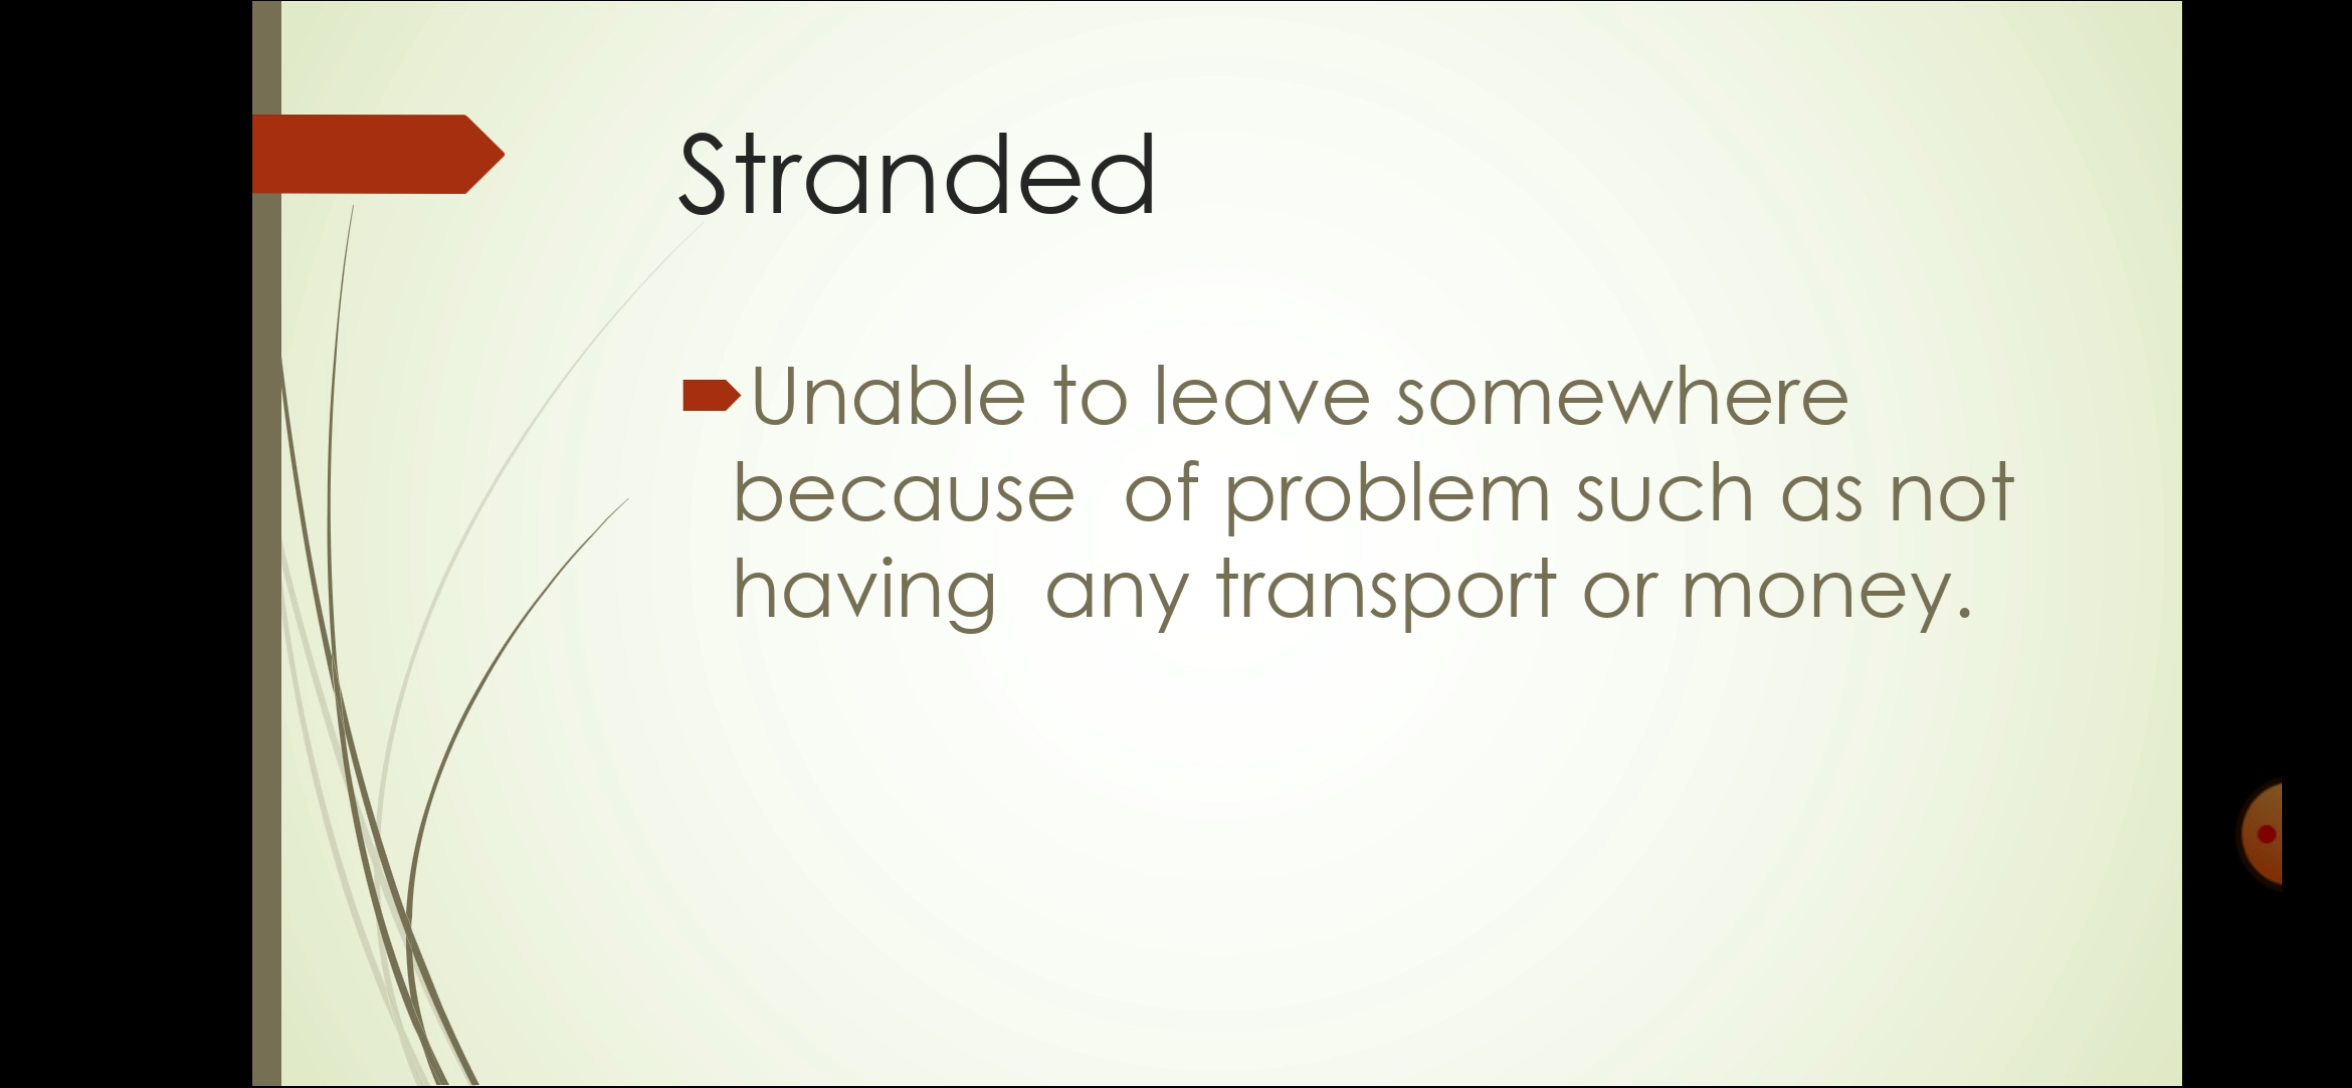 Stranded
Unable to leave somewhere
because  of problem such as not
having  any transport or money.